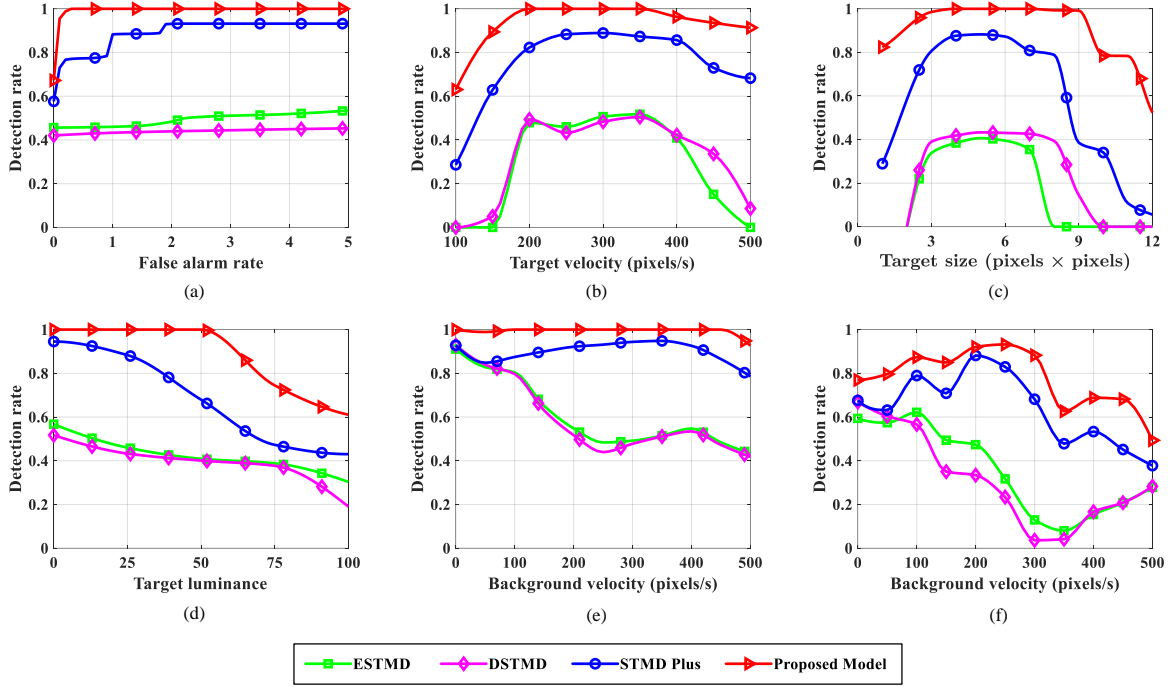 1
0.8
0.6
0.4
0.2
0
0 1 2 3 4 5
Detection rate
False alarm rate
(a)
1
0.8
0.6
0.4
0.2
0
100 200 300 400 500
Detection rate
Target velocity (pixels/s)
(b)
1
0.8
0.6
0.4
0.2
0
0 3 6 9 12
Detection rate
Target size (pixels × pixels)
(c)
1
0.8
0.6
0.4
0.2
0
0 25 50 75 100
Detection rate
Target luminance
(d)
1
0.8
0.6
0.4
0.2
0
0 100 200 300 400 500
Detection rate
Background velocity (pixels/s)
(e)
1
0.8
0.6
0.4
0.2
0
0 100 200 300 400 500
Detection rate
Background velocity (pixels/s)
(f)
ESTMD DSTMD STMD Plus Proposed Model